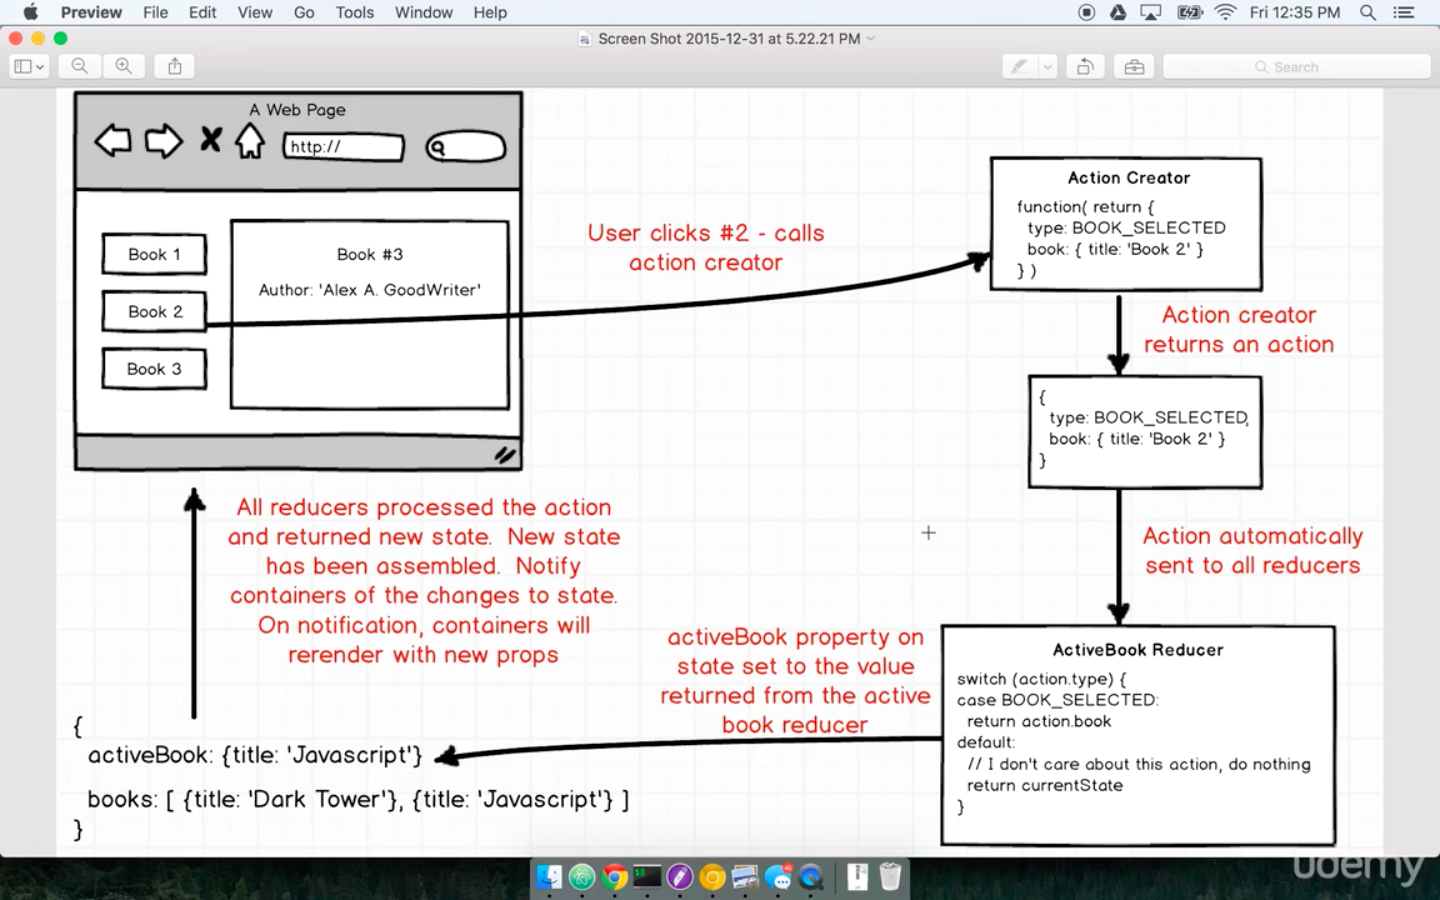 Preview File Edit View Go Tools Window Help
Fri 12:35 PM
Screen Shot 2015-12-31 at 5.22.21 PM
Search
A Web Page
http://
Book 1
Book 2
Book 3
Book #3
Author: 'Alex A. GoodWriter'
User clicks #2 - calls
action creator
Action Creator
function( return {
type: BOOK_SELECTED
book: { title: 'Book 2' }
} )
Action creator
returns an action
{
type: BOOK_SELECTED,
book: { title: 'Book 2' }
}
Action automatically
sent to all reducers
ActiveBook Reducer
switch (action.type) {
case BOOK_SELECTED:
return action.book
default:
// I don't care about this action, do nothing
return currentState
}
activeBook property on
state set to the value
returned from the active
book reducer
All reducers processed the action
and returned new state. New state
has been assembled. Notify
containers of the changes to state.
On notification, containers will
rerender with new props
{
activeBook: {title: 'Javascript'}
books: [ {title: 'Dark Tower'}, {title: 'Javascript'} ]
}
udemy